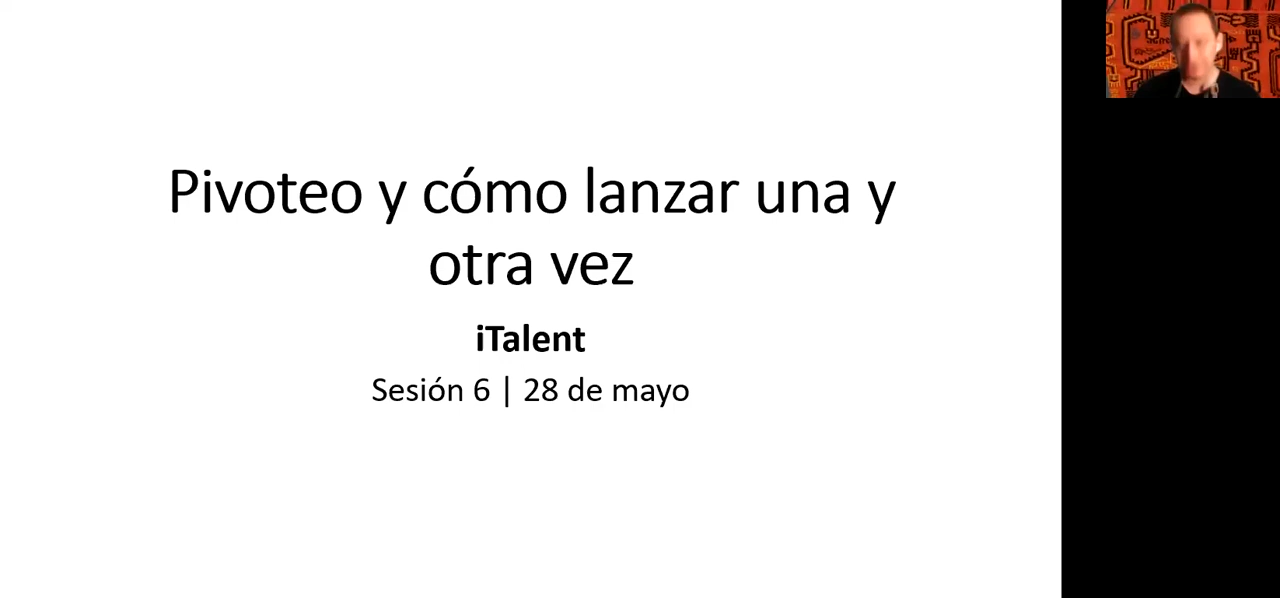 Pivoteo y cómo lanzar una y
otra vez
iTalent
Sesión 6 | 28 de mayo